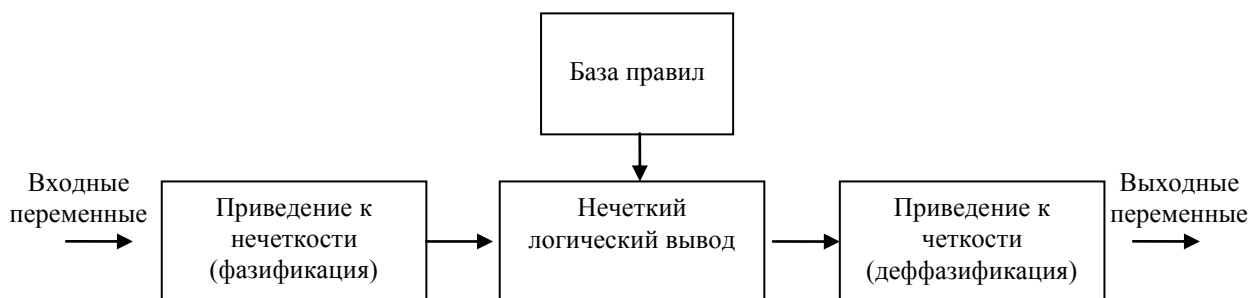 База правил
Входные
переменные
Приведение к
нечеткости
(фазификация)
Нечеткий
логический вывод
Приведение к
четкости
(деффазификация)
Выходные
переменные